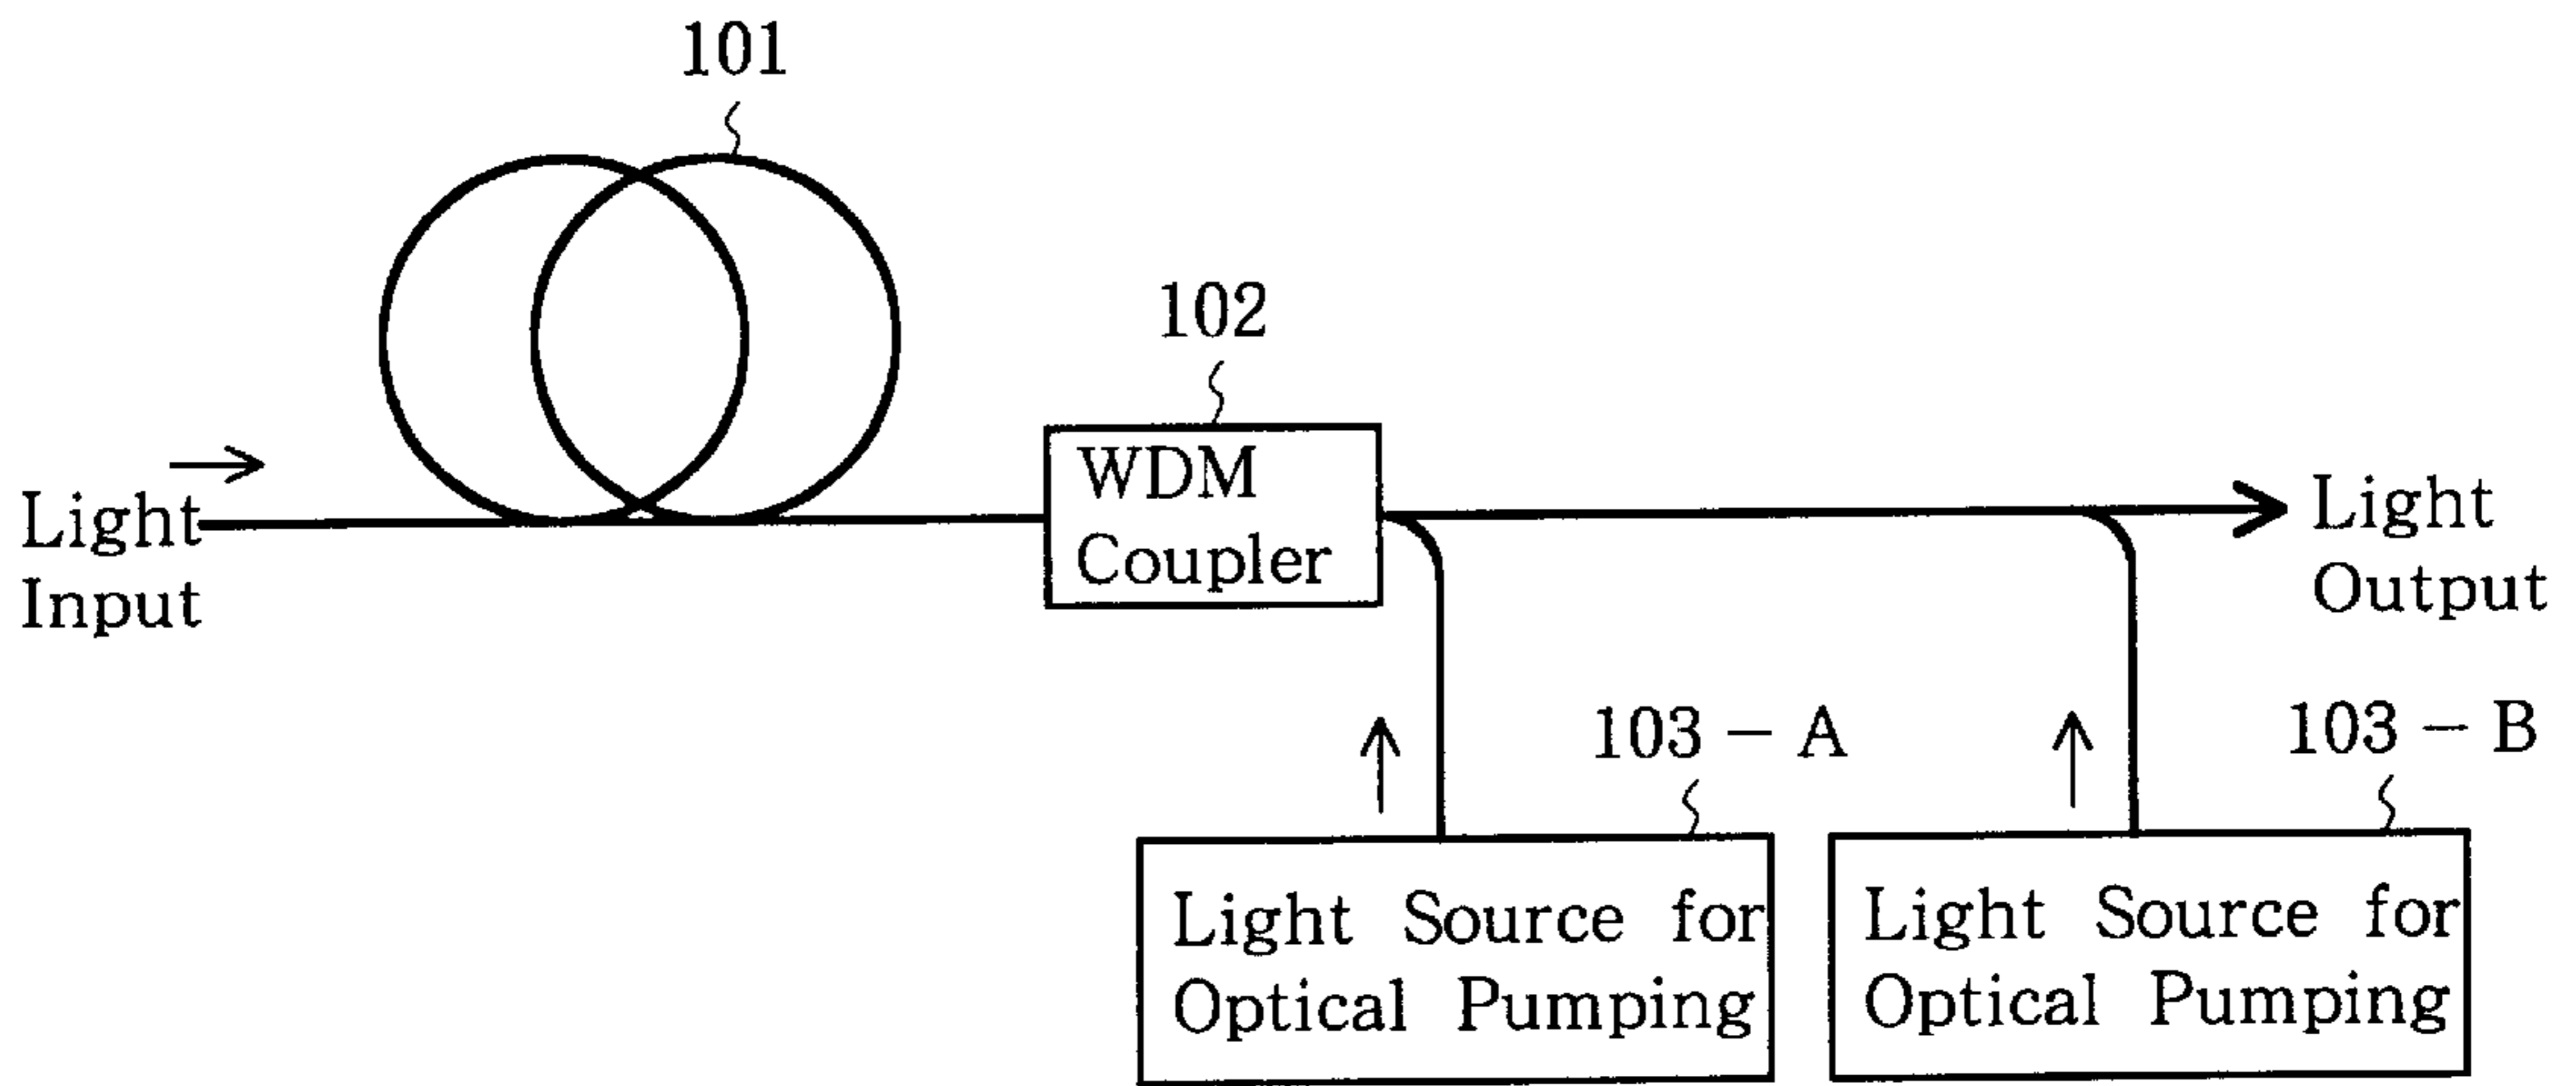 101
102
WDM
Coupler
Light
Input
Light
Output
103 – A
103 – B
Light Source for
Optical Pumping
Light Source for
Optical Pumping